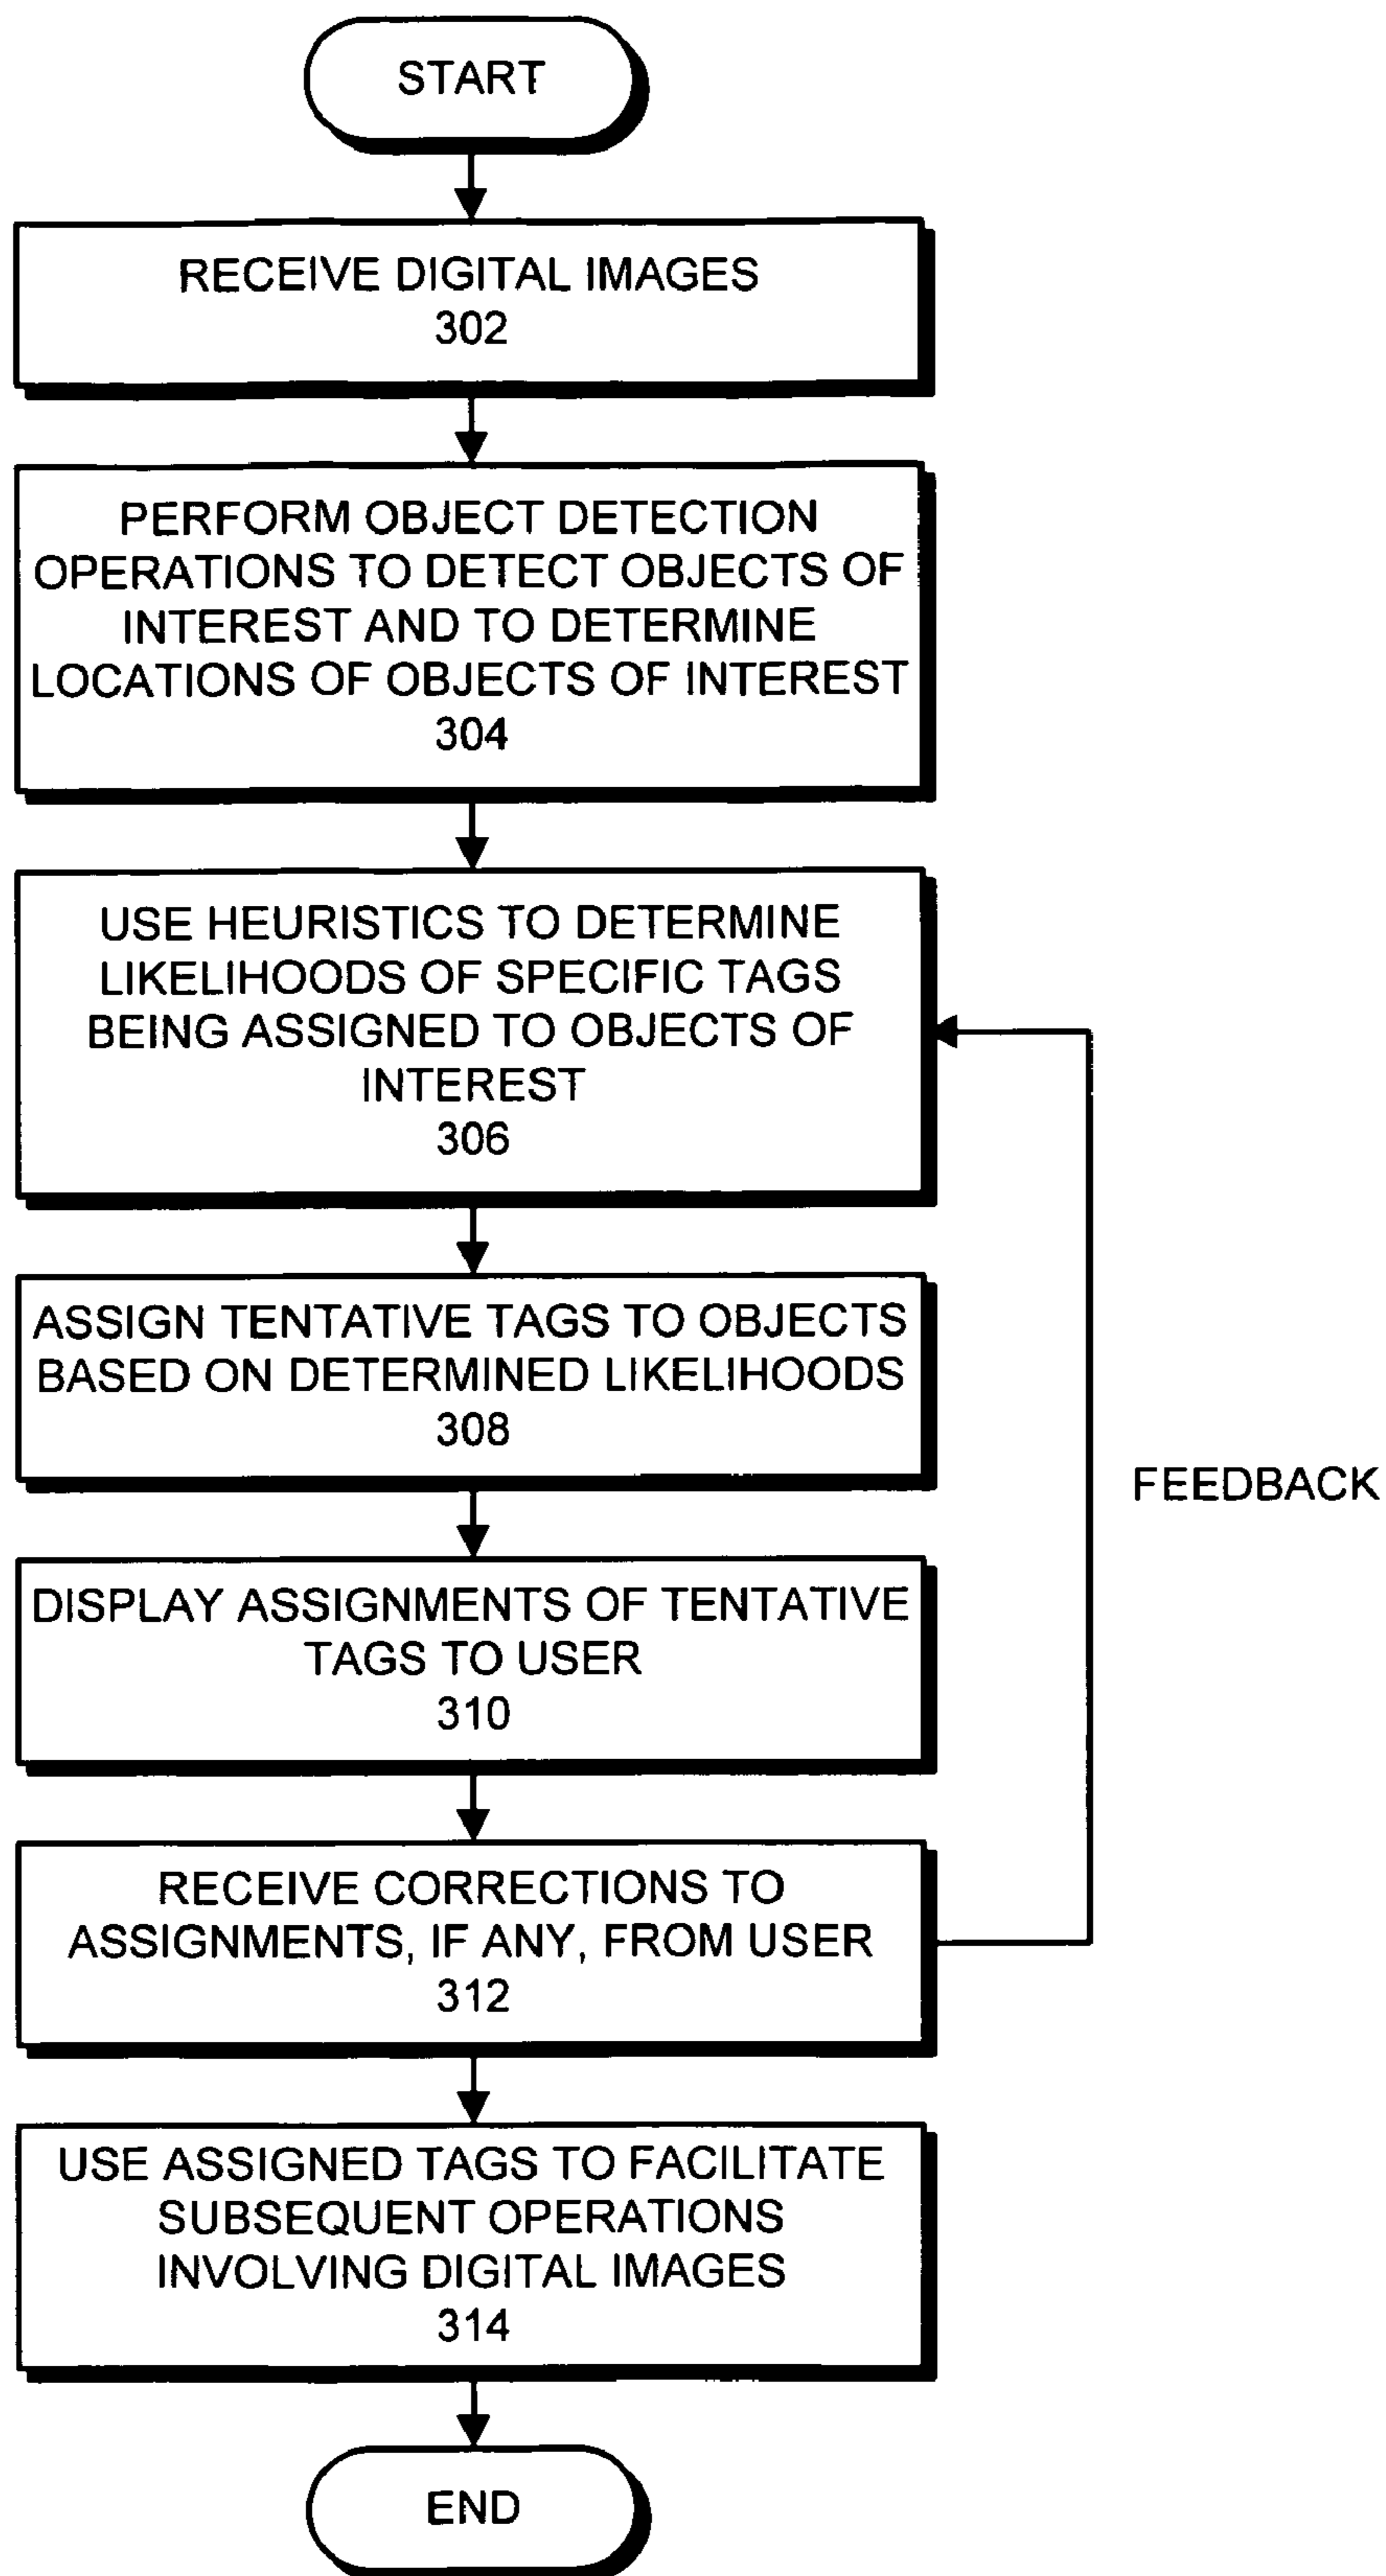 START
RECEIVE DIGITAL IMAGES
302
PERFORM OBJECT DETECTION
OPERATIONS TO DETECT OBJECTS OF
INTEREST AND TO DETERMINE
LOCATIONS OF OBJECTS OF INTEREST
304
USE HEURISTICS TO DETERMINE
LIKELIHOODS OF SPECIFIC TAGS
BEING ASSIGNED TO OBJECTS OF
INTEREST
306
ASSIGN TENTATIVE TAGS TO OBJECTS
BASED ON DETERMINED LIKELIHOODS
308
FEEDBACK
DISPLAY ASSIGNMENTS OF TENTATIVE
TAGS TO USER
310
RECEIVE CORRECTIONS TO
ASSIGNMENTS, IF ANY, FROM USER
312
USE ASSIGNED TAGS TO FACILITATE
SUBSEQUENT OPERATIONS
INVOLVING DIGITAL IMAGES
314
END